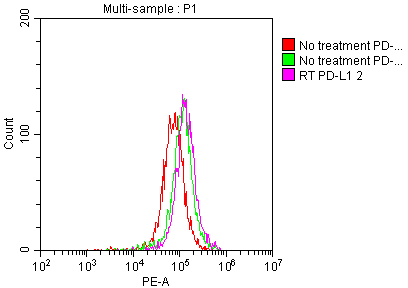 Multi-sample : P1
200
100
0
Count
10² 10³ 10⁴ 10⁵ 10⁶ 10⁷
PE-A
No treatment PD-...
No treatment PD-...
RT PD-L1 2